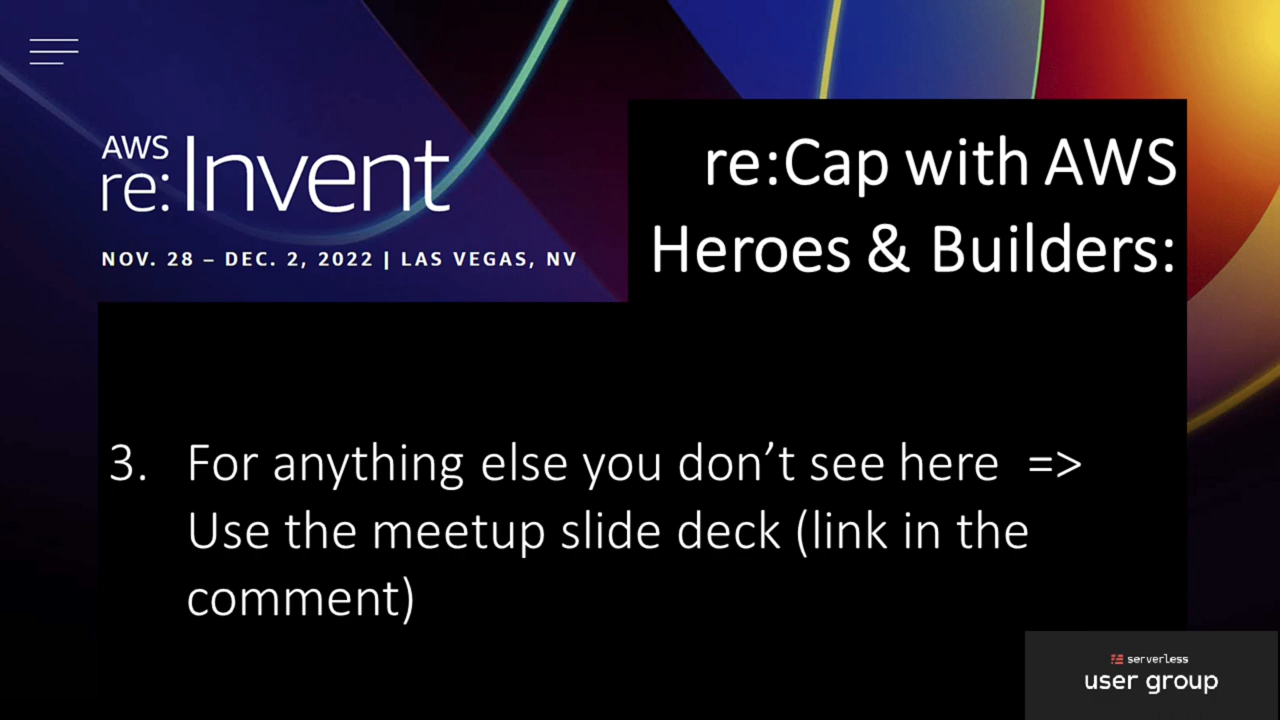 AWS
re:Invent
NOV. 28 – DEC. 2, 2022 | LAS VEGAS, NV
re:Cap with AWS
Heroes & Builders:
3. For anything else you don’t see here =>
Use the meetup slide deck (link in the
comment)
serverless
user group